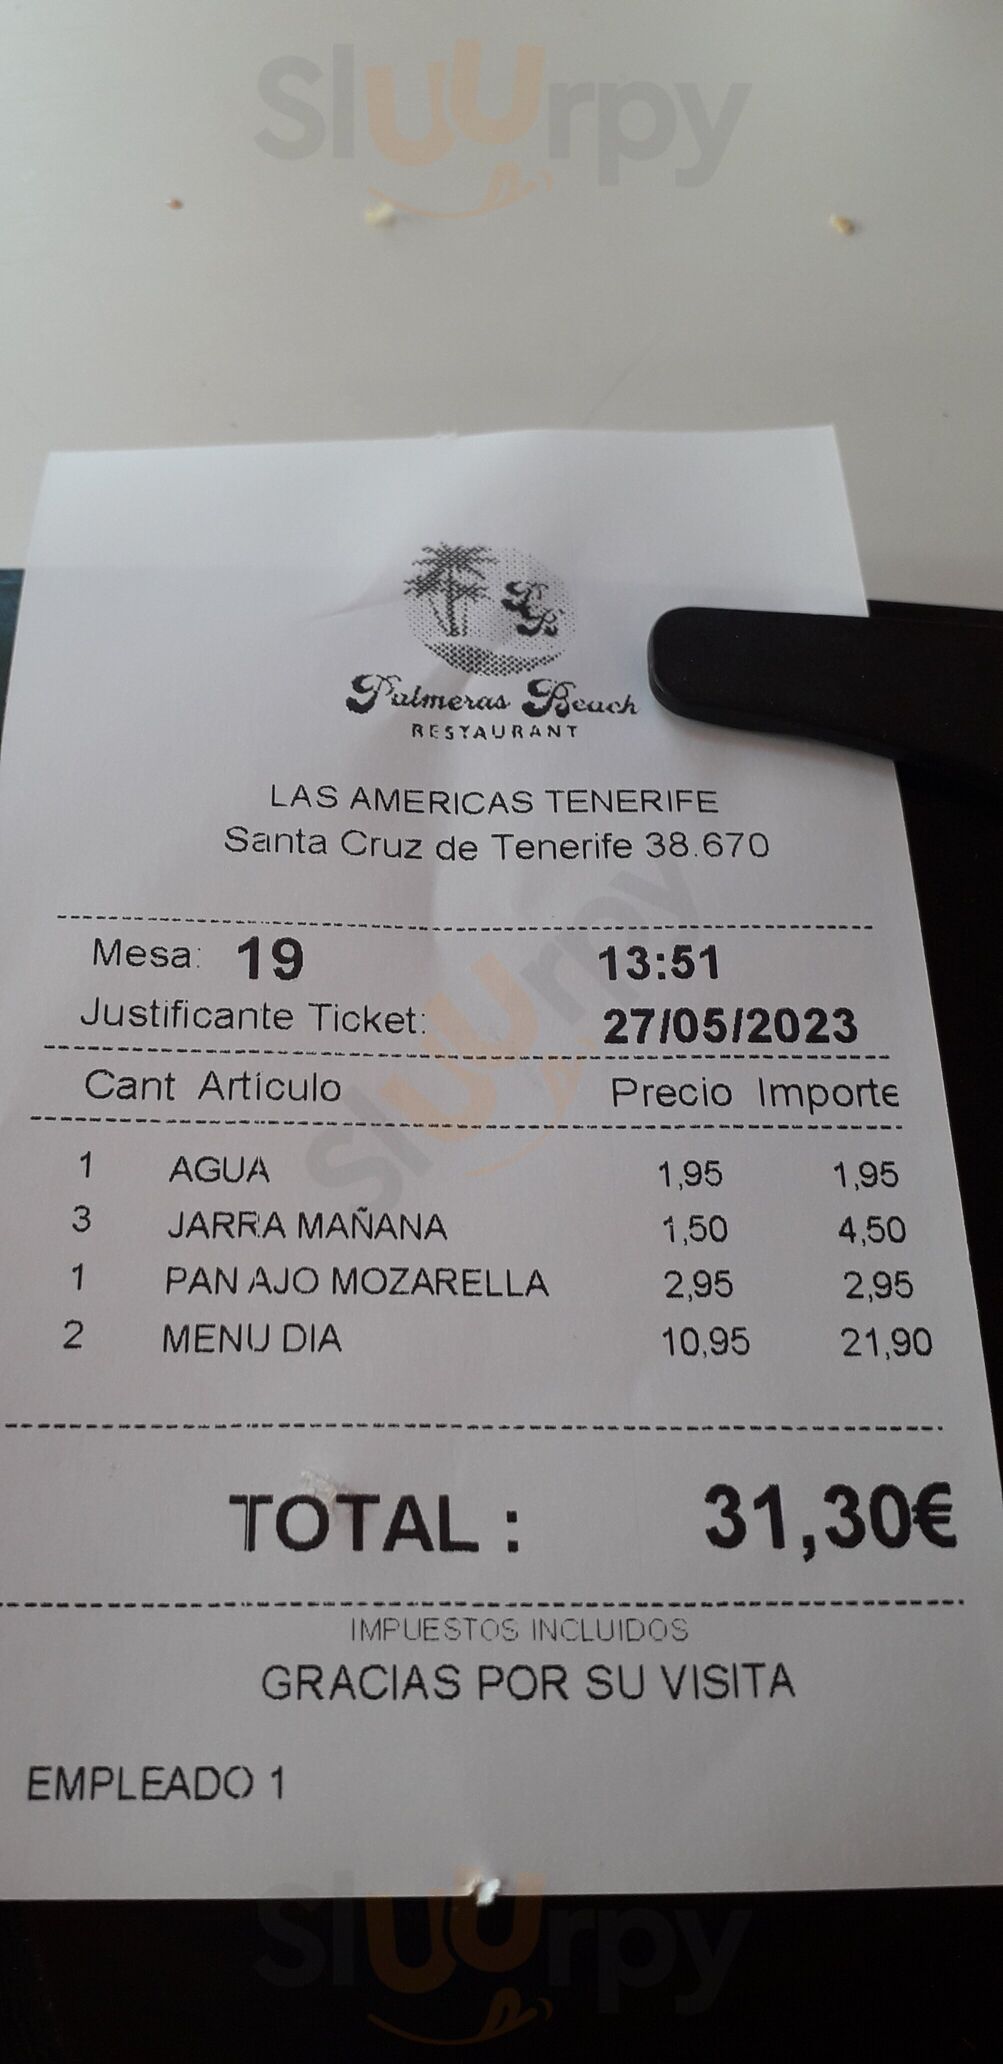 Sluurpy
PB
Palmeras Beach
RESTAURANT
LAS AMERICAS TENERIFE
Santa Cruz de Tenerife 38.670
Mesa: 19 13:51
Justificante Ticket: 27/05/2023
Cant Artículo Precio Importe
1 AGUA 1,95 1,95
3 JARRA MAÑANA 1,50 4,50
1 PAN AJO MOZARELLA 2,95 2,95
2 MENU DIA 10,95 21,90
TOTAL : 31,30€
IMPUESTOS INCLUIDOS
GRACIAS POR SU VISITA
EMPLEADO 1
Sluurpy
Sluurpy